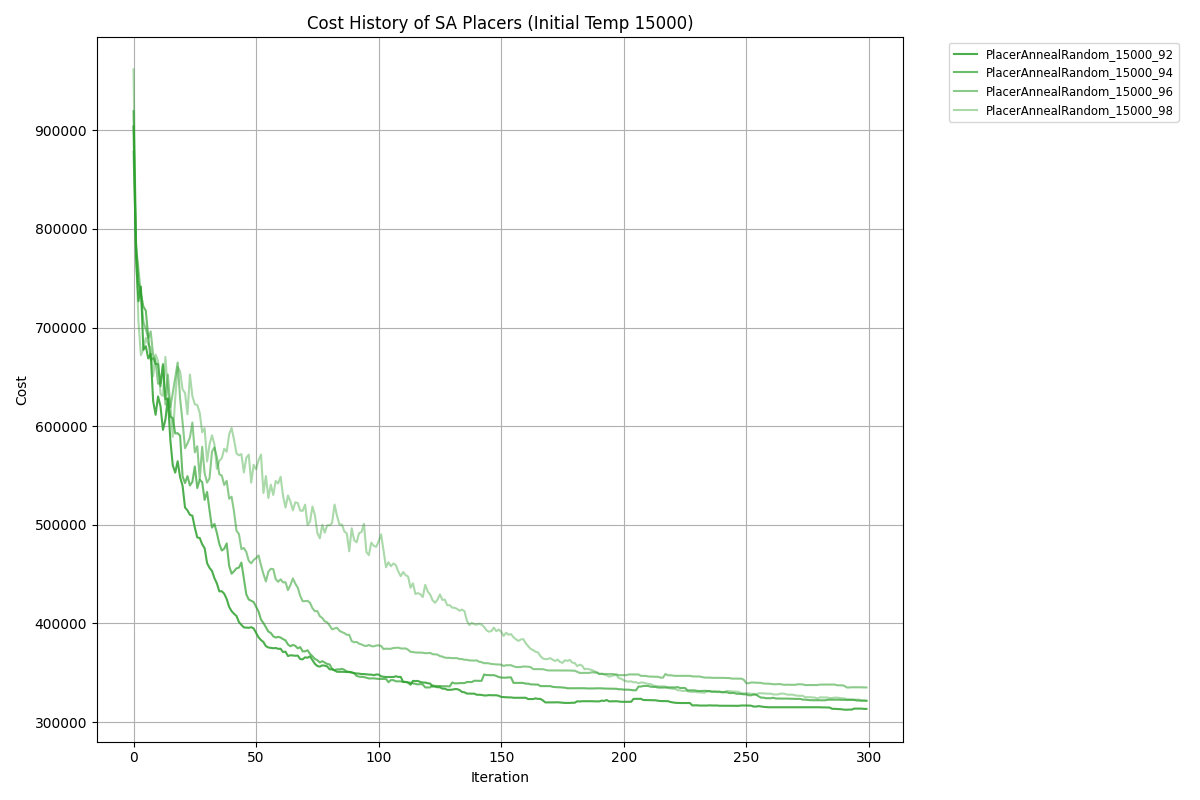 Cost History of SA Placers (Initial Temp 15000)
PlacerAnnealRandom_15000_92
PlacerAnnealRandom_15000_94
PlacerAnnealRandom_15000_96
PlacerAnnealRandom_15000_98
900000
800000
700000
600000
500000
400000
300000
Cost
0 50 100 150 200 250 300
Iteration